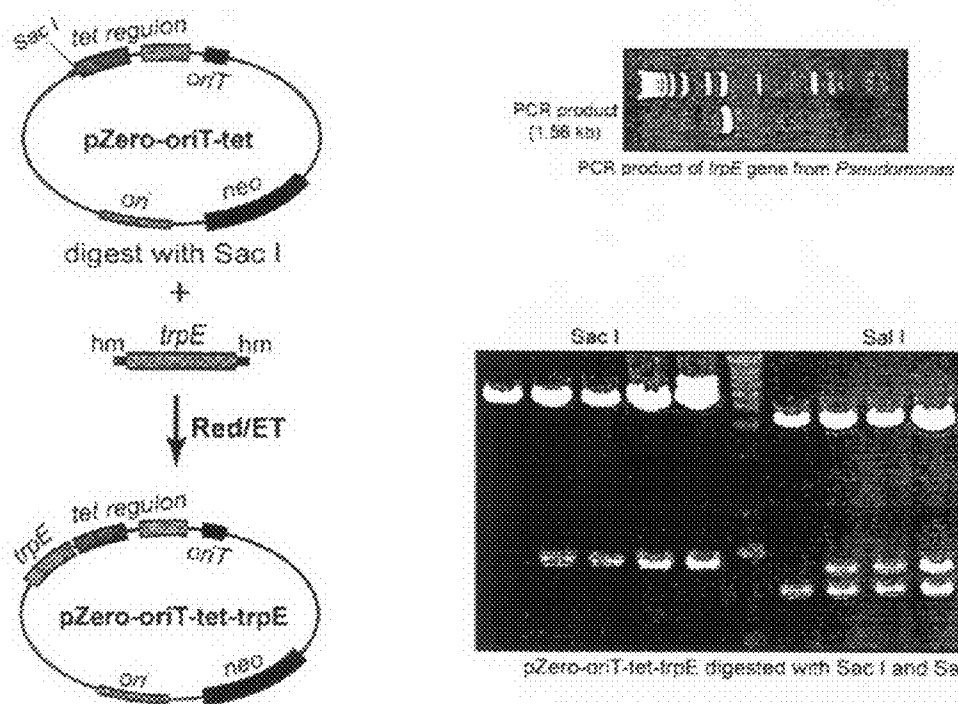 Sac I
tet reguion
oriT
pZero-oriT-tet
ori
neo
digest with Sac I
+
trpE
hm
hm
Red/ET
trpE
tet reguion
oriT
pZero-oriT-tet-trpE
ori
neo
PCR product
(1.56 kb)
PCR product of trpE gene from Pseudomonas
Sac I
Sal I
pZero-oriT-tet-trpE digested with Sac I and Sa